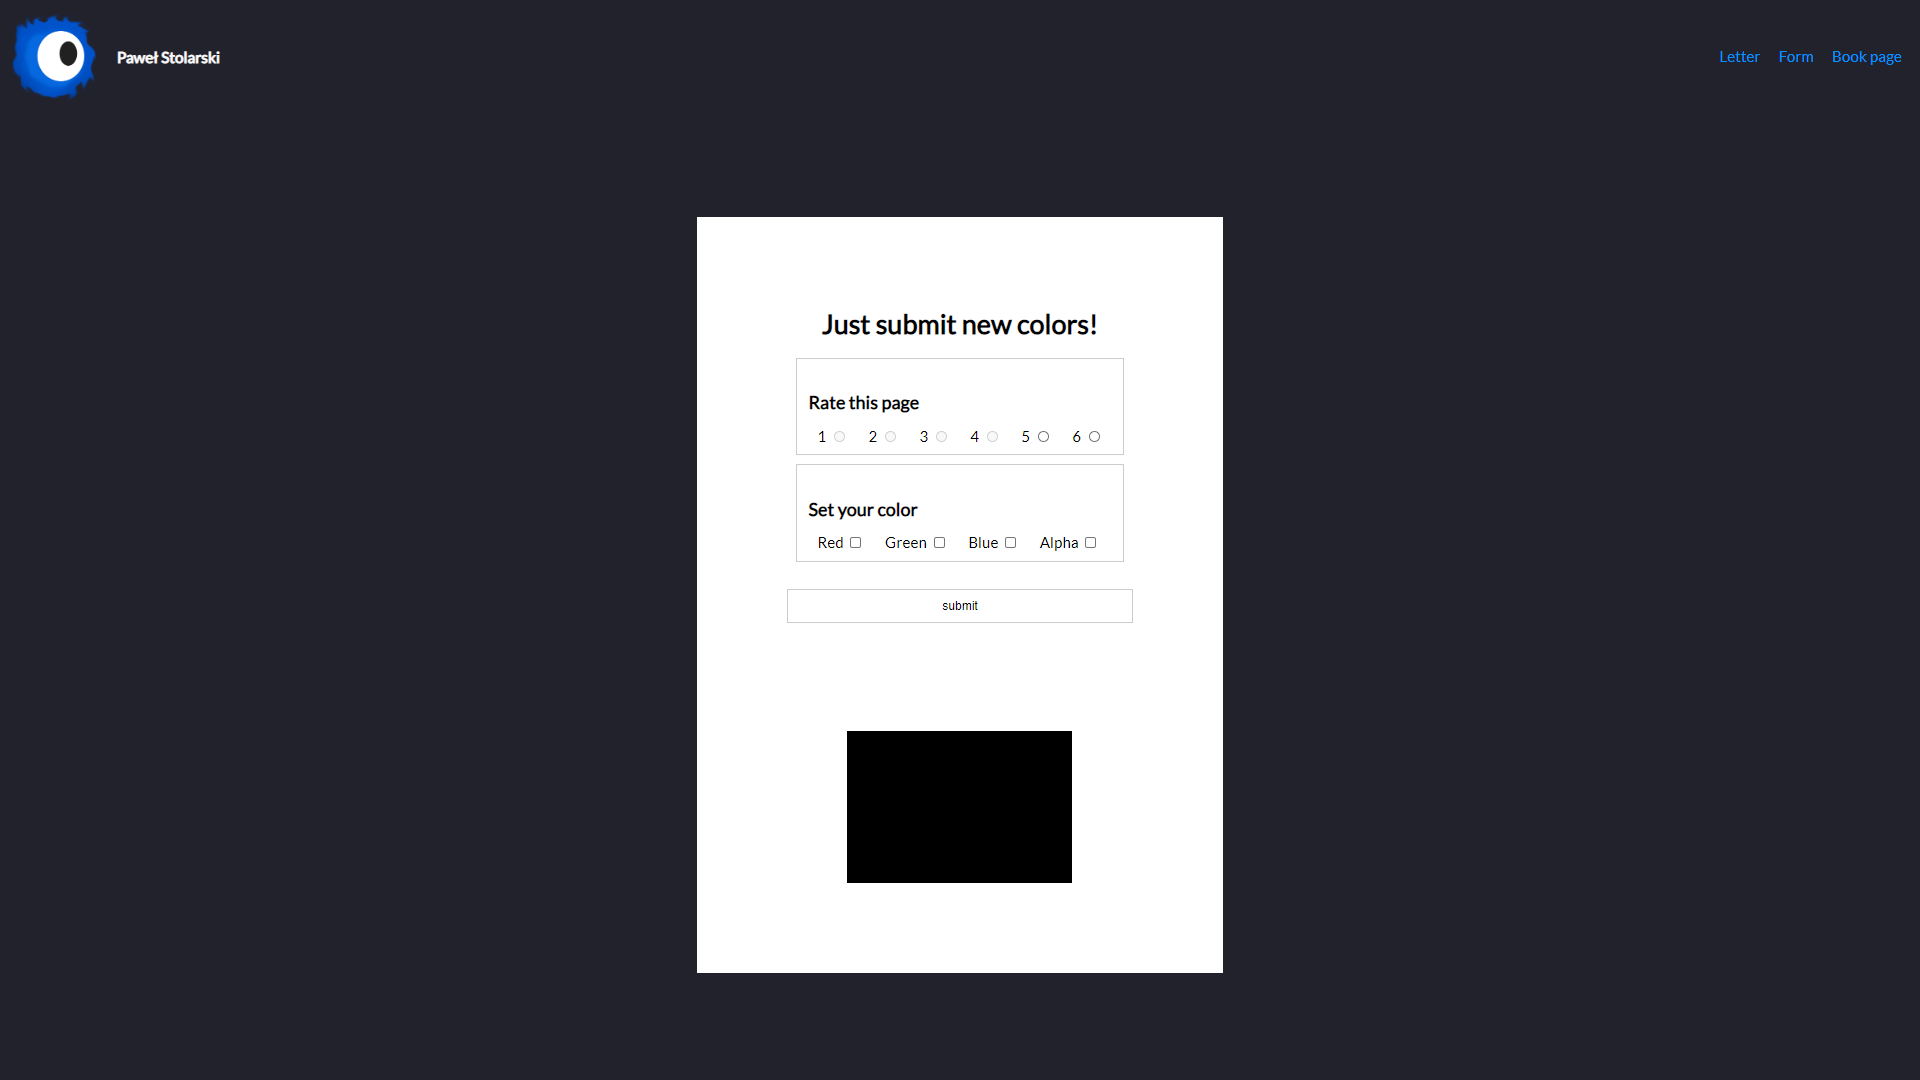 Paweł Stolarski
Letter Form Book page
Just submit new colors!
Rate this page
1 2 3 4 5 6
Set your color
Red Green Blue Alpha
submit